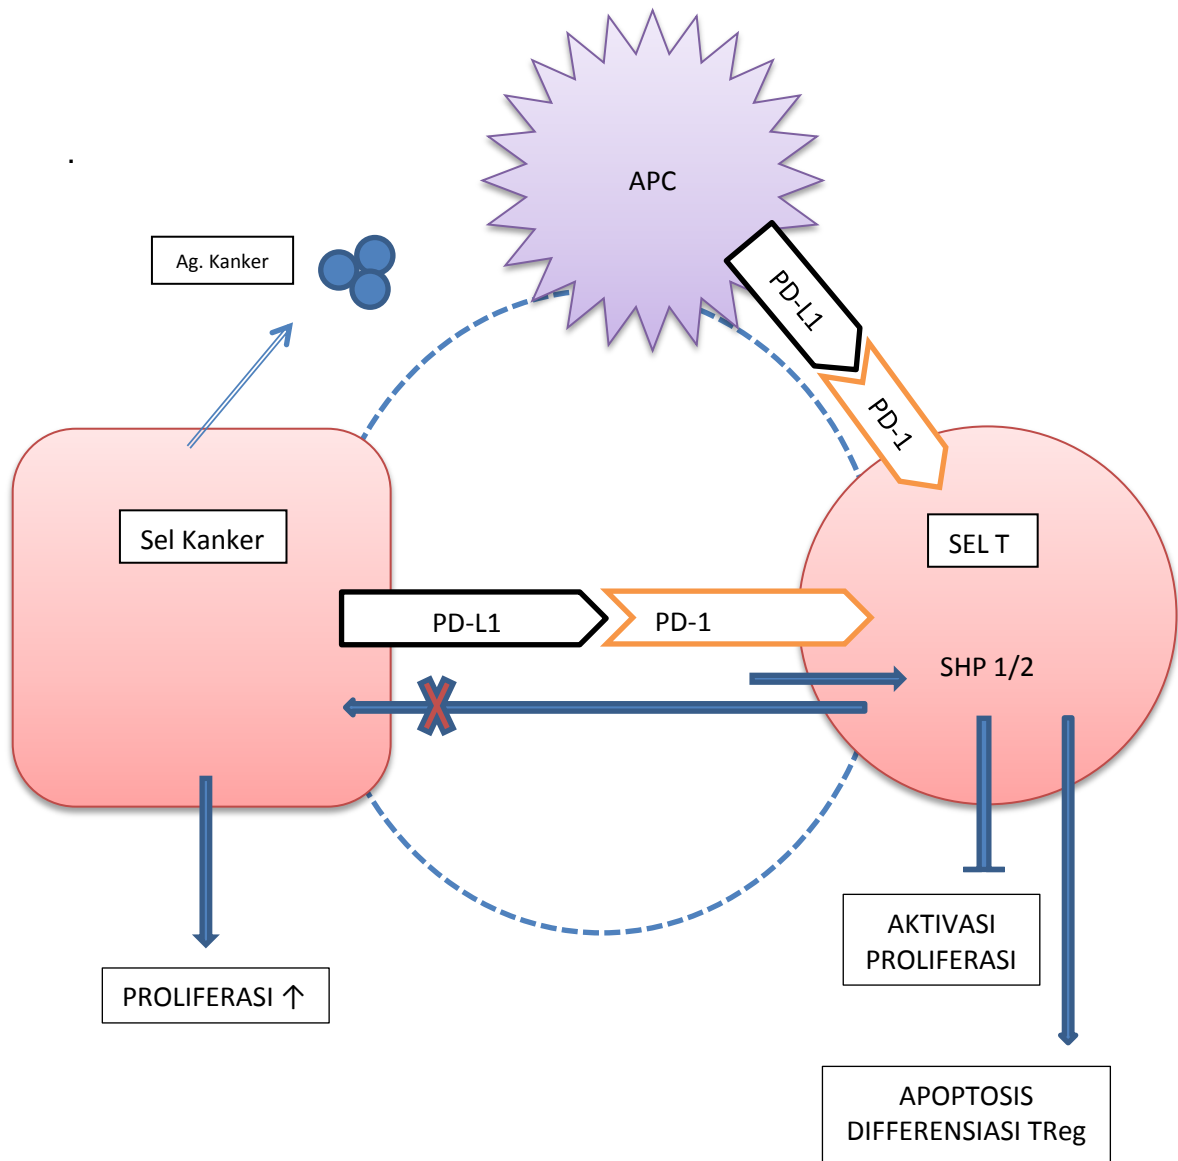 .
APC
Ag. Kanker
PD-L1
PD-1
Sel Kanker
SEL T
PD-L1
PD-1
SHP 1/2
AKTIVASI
PROLIFERASI
PROLIFERASI ↑
APOPTOSIS
DIFFERENSIASI TReg